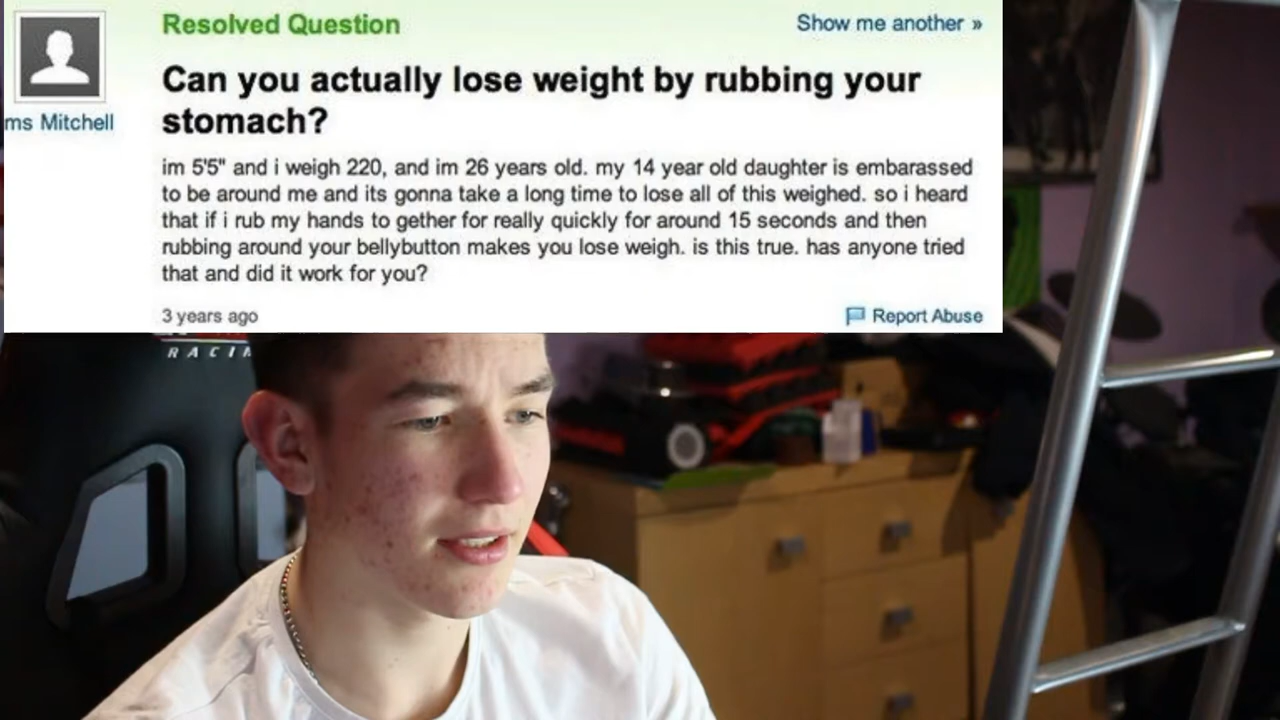 Resolved Question
Show me another »
Can you actually lose weight by rubbing your
stomach?
ms Mitchell
im 5'5" and i weigh 220, and im 26 years old. my 14 year old daughter is embarassed
to be around me and its gonna take a long time to lose all of this weighed. so i heard
that if i rub my hands to gether for really quickly for around 15 seconds and then
rubbing around your bellybutton makes you lose weigh. is this true. has anyone tried
that and did it work for you?
3 years ago
Report Abuse